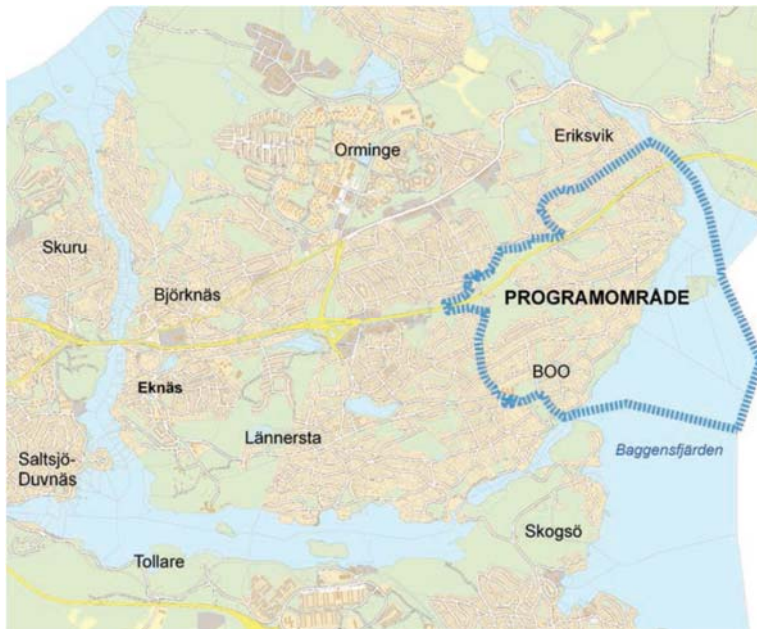 Eriksvik
Orminge
Skuru
Björknäs
PROGRAMOMRÅDE
BOO
Eknäs
Lännersta
Baggensfjärden
Saltsjö-
Duvnäs
Skogsö
Tollare